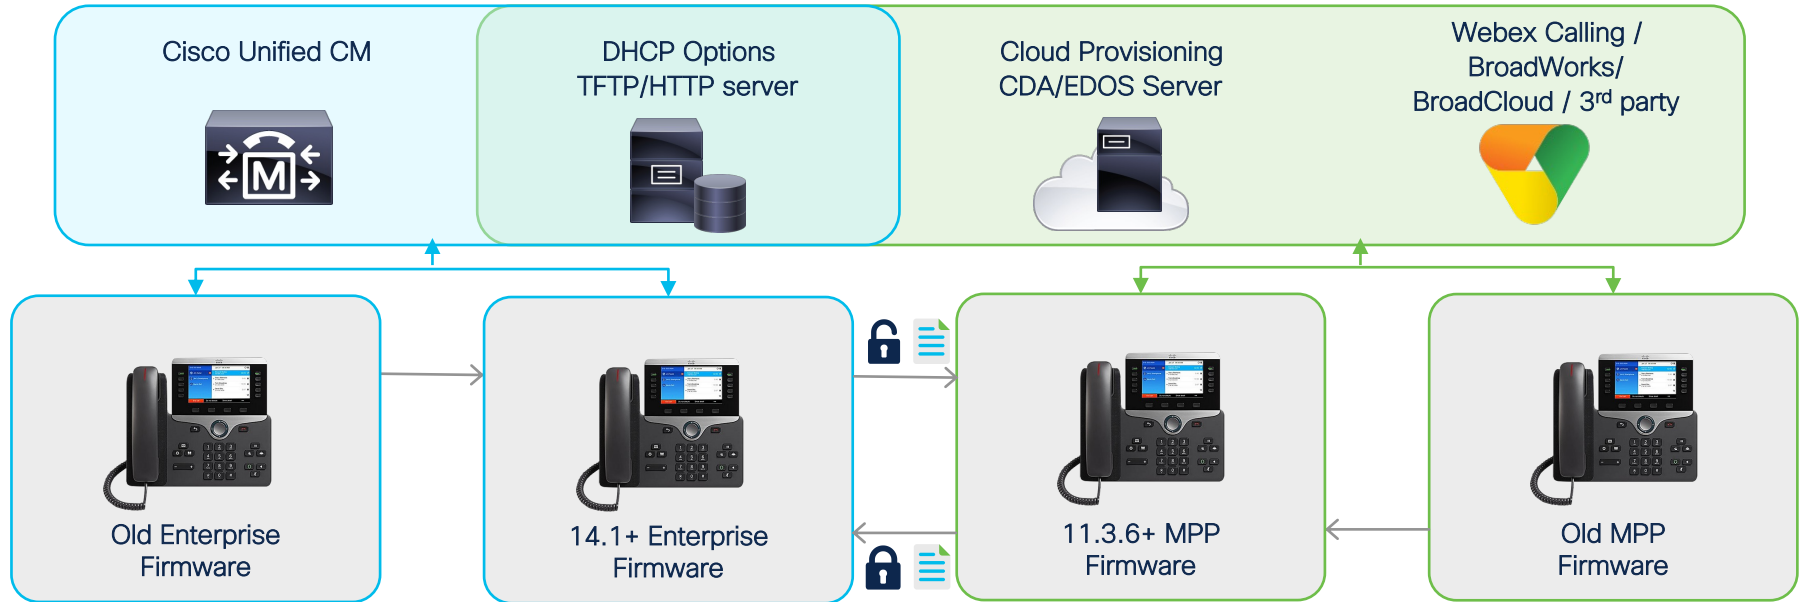 Cisco Unified CM
DHCP Options
TFTP/HTTP server
Cloud Provisioning
CDA/EDOS Server
Webex Calling /
BroadWorks/
BroadCloud / 3rd party
M
Old Enterprise
Firmware
14.1+ Enterprise
Firmware
11.3.6+ MPP
Firmware
Old MPP
Firmware